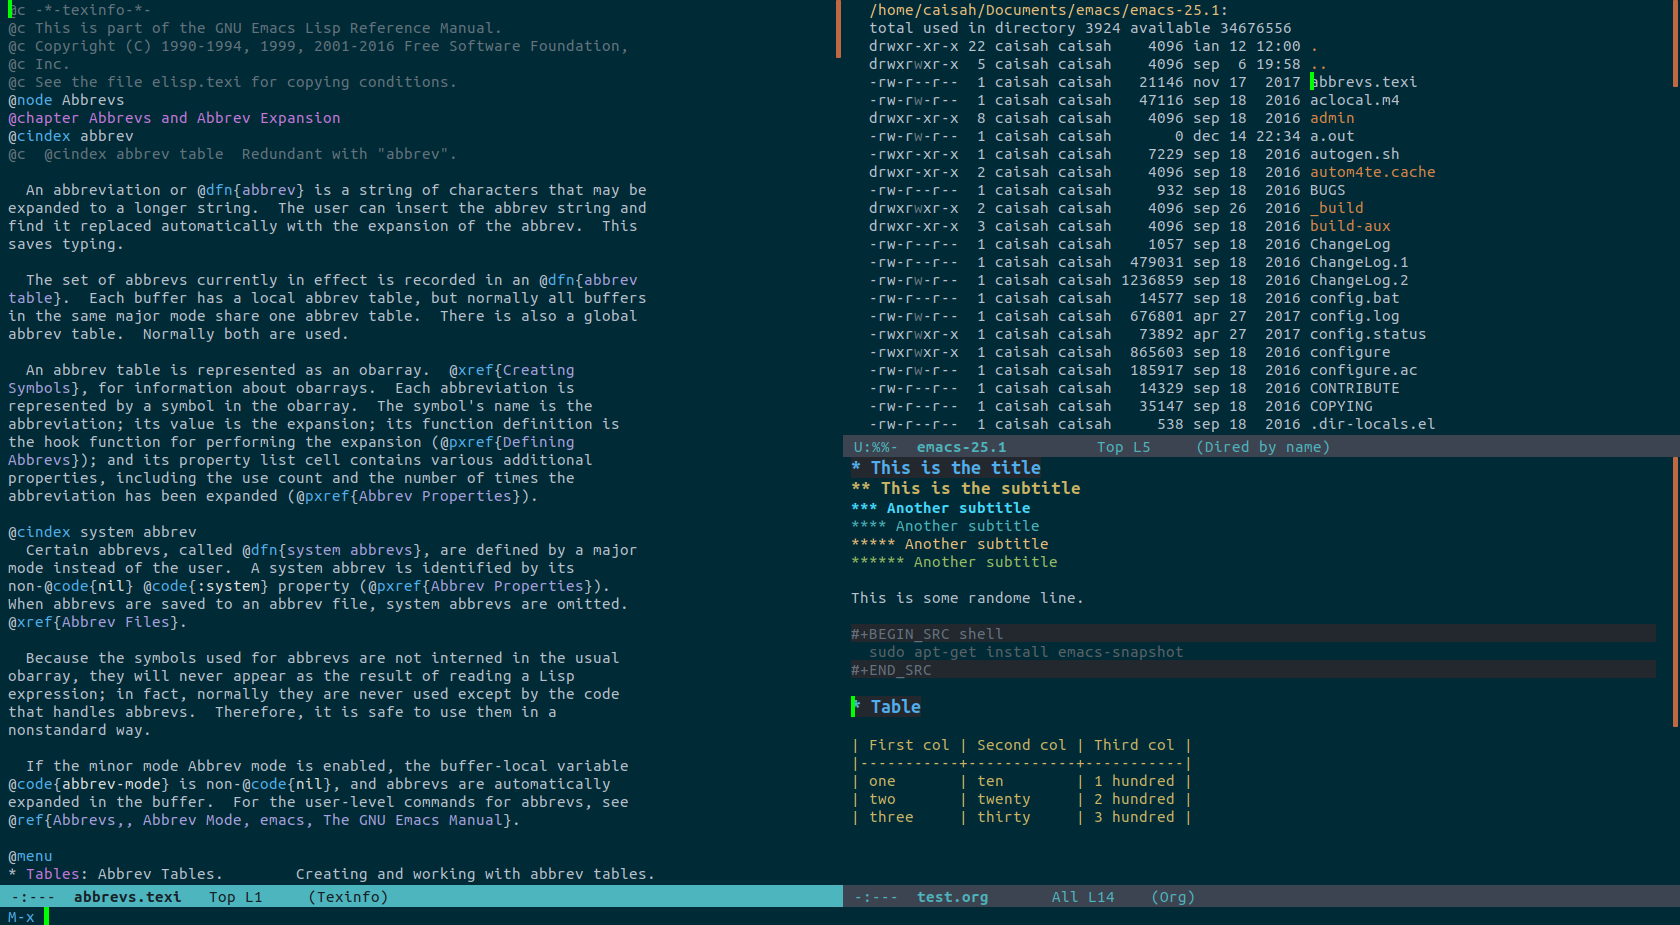 @c -*-texinfo-*-
@c This is part of the GNU Emacs Lisp Reference Manual.
@c Copyright (C) 1990-1994, 1999, 2001-2016 Free Software Foundation,
@c Inc.
@c See the file elisp.texi for copying conditions.
@node Abbrevs
@chapter Abbrevs and Abbrev Expansion
@cindex abbrev
@c  @cindex abbrev table  Redundant with "abbrev".

  An abbreviation or @dfn{abbrev} is a string of characters that may be
expanded to a longer string.  The user can insert the abbrev string and
find it replaced automatically with the expansion of the abbrev.  This
saves typing.

  The set of abbrevs currently in effect is recorded in an @dfn{abbrev
table}.  Each buffer has a local abbrev table, but normally all buffers
in the same major mode share one abbrev table.  There is also a global
abbrev table.  Normally both are used.

  An abbrev table is represented as an obarray.  @xref{Creating
Symbols}, for information about obarrays.  Each abbreviation is
represented by a symbol in the obarray.  The symbol's name is the
abbreviation; its value is the expansion; its function definition is
the hook function for performing the expansion (@pxref{Defining
Abbrevs}); and its property list cell contains various additional
properties, including the use count and the number of times the
abbreviation has been expanded (@pxref{Abbrev Properties}).

@cindex system abbrev
  Certain abbrevs, called @dfn{system abbrevs}, are defined by a major
mode instead of the user.  A system abbrev is identified by its
non-@code{nil} @code{:system} property (@pxref{Abbrev Properties}).
When abbrevs are saved to an abbrev file, system abbrevs are omitted.
@xref{Abbrev Files}.

  Because the symbols used for abbrevs are not interned in the usual
obarray, they will never appear as the result of reading a Lisp
expression; in fact, normally they are never used except by the code
that handles abbrevs.  Therefore, it is safe to use them in a
nonstandard way.

  If the minor mode Abbrev mode is enabled, the buffer-local variable
@code{abbrev-mode} is non-@code{nil}, and abbrevs are automatically
expanded in the buffer.  For the user-level commands for abbrevs, see
@ref{Abbrevs,, Abbrev Mode, emacs, The GNU Emacs Manual}.

@menu
* Tables: Abbrev Tables.        Creating and working with abbrev tables.
-:---  abbrevs.texi   Top L1     (Texinfo)
/home/caisah/Documents/emacs/emacs-25.1:
total used in directory 3924 available 34676556
drwxr-xr-x 22 caisah caisah    4096 ian 12 12:00 .
drwxrwxr-x  5 caisah caisah    4096 sep  6 19:58 ..
-rw-r--r--  1 caisah caisah   21146 nov 17  2017 abbrevs.texi
-rw-rw-r--  1 caisah caisah   47116 sep 18  2016 aclocal.m4
drwxr-xr-x  8 caisah caisah    4096 sep 18  2016 admin
-rw-rw-r--  1 caisah caisah       0 dec 14 22:34 a.out
-rwxr-xr-x  1 caisah caisah    7229 sep 18  2016 autogen.sh
drwxr-xr-x  2 caisah caisah    4096 sep 18  2016 autom4te.cache
-rw-r--r--  1 caisah caisah     932 sep 18  2016 BUGS
drwxrwxr-x  2 caisah caisah    4096 sep 26  2016 _build
drwxr-xr-x  3 caisah caisah    4096 sep 18  2016 build-aux
-rw-r--r--  1 caisah caisah    1057 sep 18  2016 ChangeLog
-rw-r--r--  1 caisah caisah  479031 sep 18  2016 ChangeLog.1
-rw-rw-r--  1 caisah caisah 1236859 sep 18  2016 ChangeLog.2
-rw-r--r--  1 caisah caisah   14577 sep 18  2016 config.bat
-rw-rw-r--  1 caisah caisah  676801 apr 27  2017 config.log
-rwxrwxr-x  1 caisah caisah   73892 apr 27  2017 config.status
-rwxrwxr-x  1 caisah caisah  865603 sep 18  2016 configure
-rw-rw-r--  1 caisah caisah  185917 sep 18  2016 configure.ac
-rw-r--r--  1 caisah caisah   14329 sep 18  2016 CONTRIBUTE
-rw-r--r--  1 caisah caisah   35147 sep 18  2016 COPYING
-rw-r--r--  1 caisah caisah     538 sep 18  2016 .dir-locals.el
U:%%-  emacs-25.1          Top L5     (Dired by name)
* This is the title
** This is the subtitle
*** Another subtitle
**** Another subtitle
***** Another subtitle
****** Another subtitle

This is some randome line.

#+BEGIN_SRC shell
  sudo apt-get install emacs-snapshot
#+END_SRC

* Table

| First col | Second col | Third col |
|-----------+------------+-----------|
| one       | ten        | 1 hundred |
| two       | twenty     | 2 hundred |
| three     | thirty     | 3 hundred |
-:---  test.org       All L14    (Org)
M-x